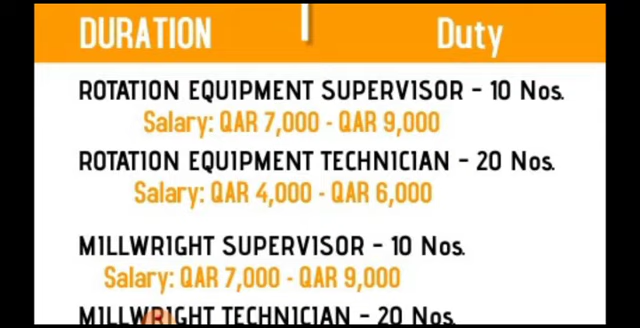 DURATION
Duty
ROTATION EQUIPMENT SUPERVISOR - 10 Nos.
Salary: QAR 7,000 - QAR 9,000
ROTATION EQUIPMENT TECHNICIAN - 20 Nos.
Salary: QAR 4,000 - QAR 6,000
MILLWRIGHT SUPERVISOR - 10 Nos.
Salary: QAR 7,000 - QAR 9,000
MILLWRIGHT TECHNICIAN - 20 Nos.